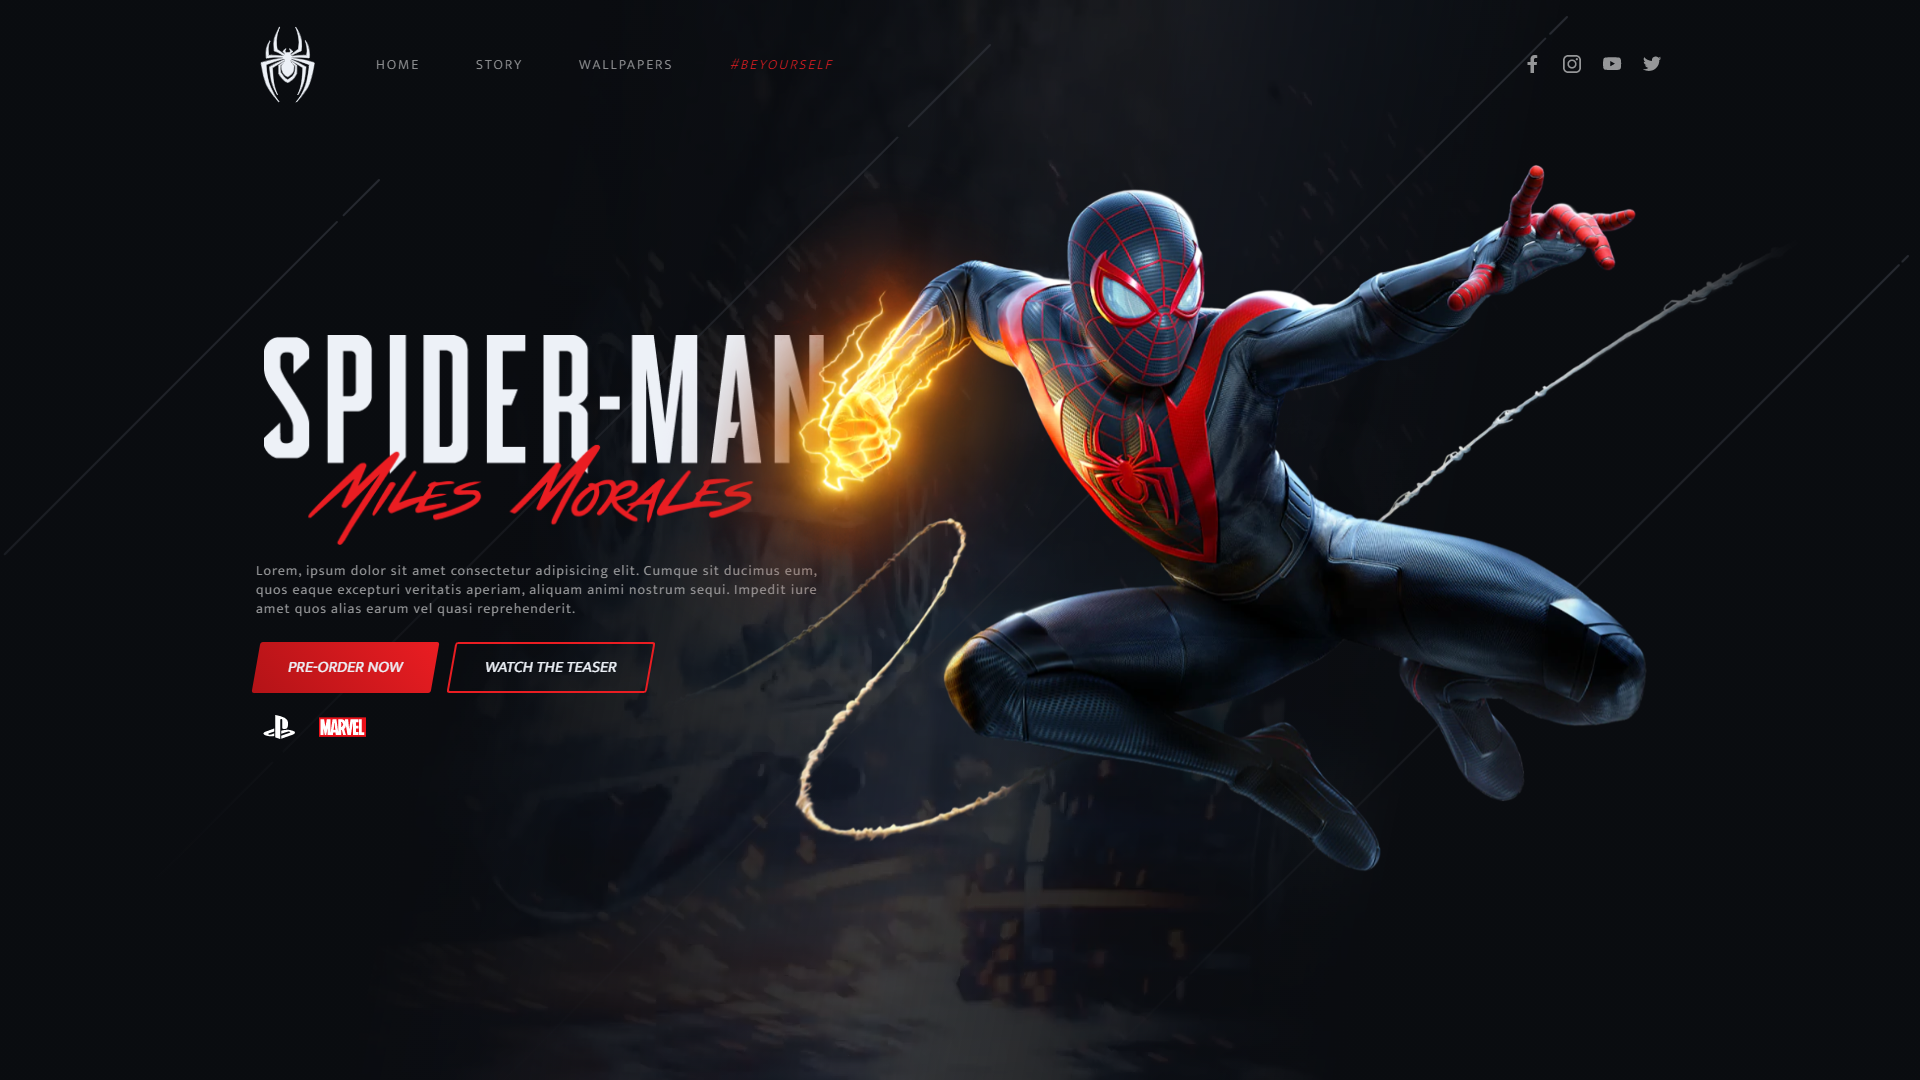 HOME
STORY
WALLPAPERS
#BEYOURSELF
SPIDER-MAN
MILES MORALES
Lorem, ipsum dolor sit amet consectetur adipisicing elit. Cumque sit ducimus eum,
quos eaque excepturi veritatis aperiam, aliquam animi nostrum sequi. Impedit iure
amet quos alias earum vel quasi reprehenderit.
PRE-ORDER NOW
WATCH THE TEASER
MARVEL